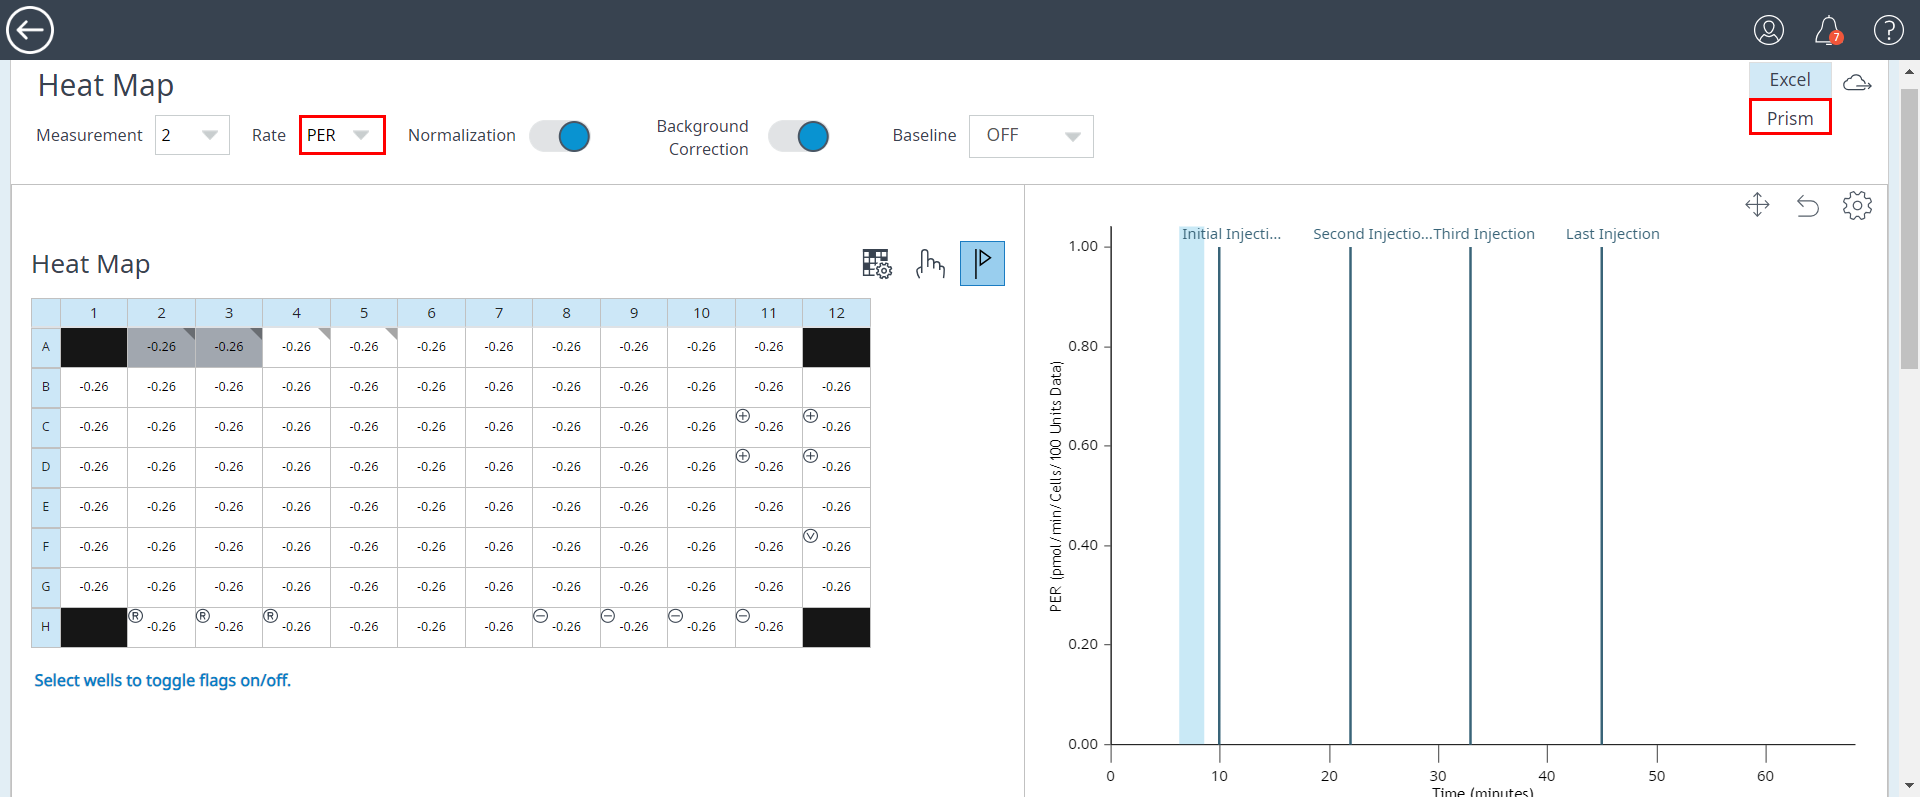 7
Heat Map
Excel
Prism
Measurement 2 Rate PER Normalization Background Correction Baseline OFF
Heat Map
1 2 3 4 5 6 7 8 9 10 11 12
A -0.26 -0.26 -0.26 -0.26 -0.26 -0.26 -0.26 -0.26 -0.26 -0.26
B -0.26 -0.26 -0.26 -0.26 -0.26 -0.26 -0.26 -0.26 -0.26 -0.26 -0.26 -0.26
C -0.26 -0.26 -0.26 -0.26 -0.26 -0.26 -0.26 -0.26 -0.26 -0.26 -0.26 -0.26
D -0.26 -0.26 -0.26 -0.26 -0.26 -0.26 -0.26 -0.26 -0.26 -0.26 -0.26 -0.26
E -0.26 -0.26 -0.26 -0.26 -0.26 -0.26 -0.26 -0.26 -0.26 -0.26 -0.26 -0.26
F -0.26 -0.26 -0.26 -0.26 -0.26 -0.26 -0.26 -0.26 -0.26 -0.26 -0.26 V -0.26
G -0.26 -0.26 -0.26 -0.26 -0.26 -0.26 -0.26 -0.26 -0.26 -0.26 -0.26 -0.26
H R -0.26 R -0.26 R -0.26 -0.26 -0.26 -0.26 -0.26 -0.26 -0.26 -0.26
Select wells to toggle flags on/off.
Initial Injecti... Second Injectio... Third Injection Last Injection
1.00
0.80
0.60
0.40
0.20
0.00
PER (pmol/min/Cells/100 Units Data)
0 10 20 30 40 50 60
Time (minutes)